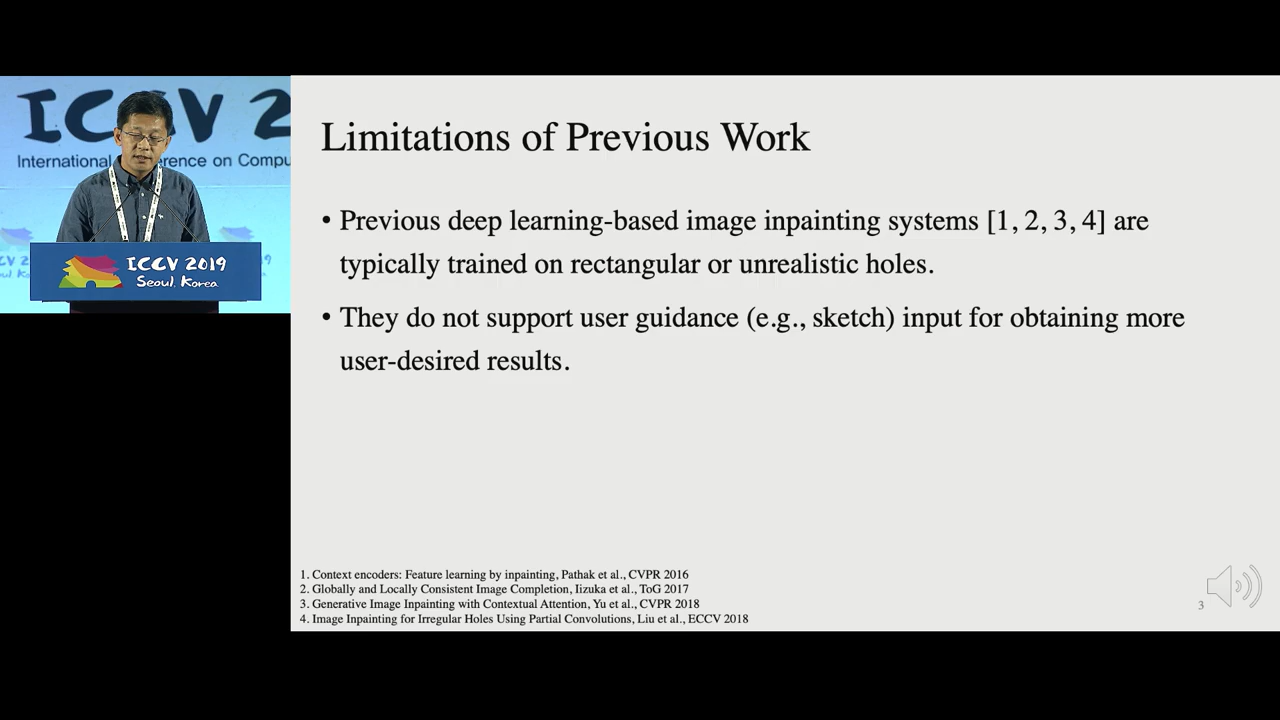 ICCV 2
International Conference on Compu
ICCV 2019
Seoul, Korea
Limitations of Previous Work
• Previous deep learning-based image inpainting systems [1, 2, 3, 4] are
typically trained on rectangular or unrealistic holes.
• They do not support user guidance (e.g., sketch) input for obtaining more
user-desired results.
1. Context encoders: Feature learning by inpainting, Pathak et al., CVPR 2016
2. Globally and Locally Consistent Image Completion, Iizuka et al., ToG 2017
3. Generative Image Inpainting with Contextual Attention, Yu et al., CVPR 2018
4. Image Inpainting for Irregular Holes Using Partial Convolutions, Liu et al., ECCV 2018
3